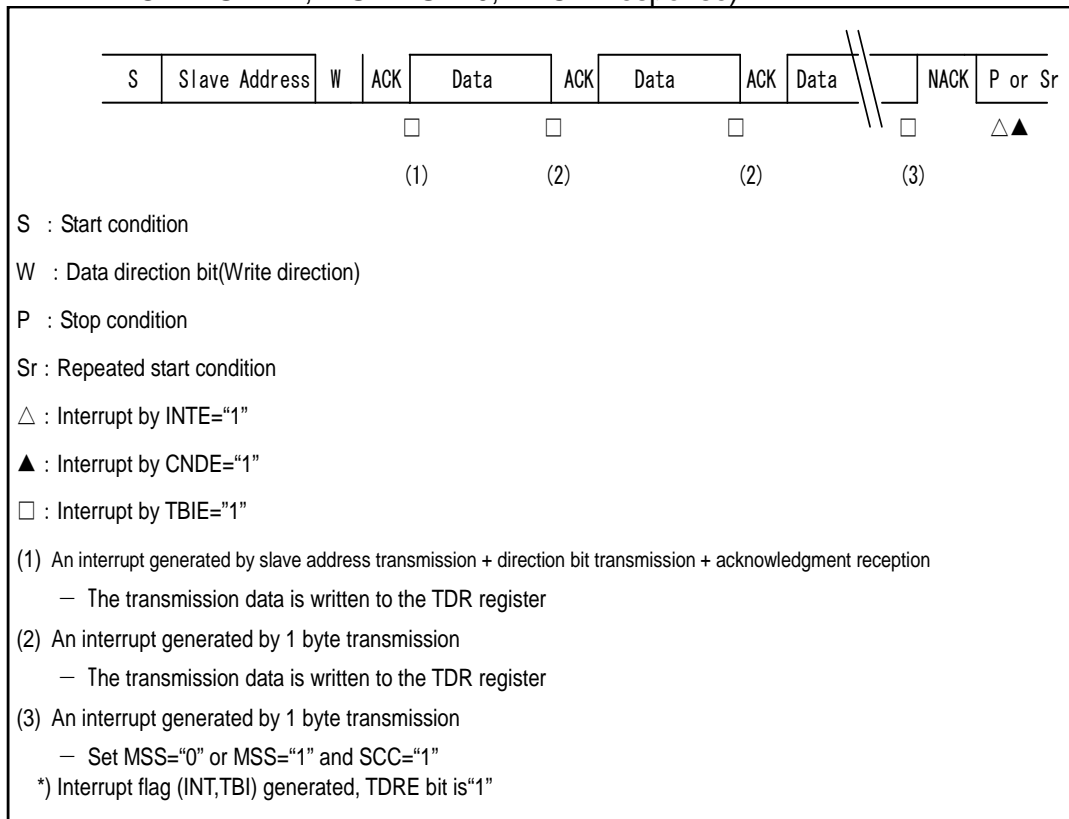 S Slave Address W ACK Data ACK Data ACK Data NACK P or Sr
□ □ □ □ △▲
(1) (2) (2) (3)
S : Start condition
W : Data direction bit(Write direction)
P : Stop condition
Sr : Repeated start condition
△ : Interrupt by INTE=“1”
▲ : Interrupt by CNDE=“1”
□ : Interrupt by TBIE=”1”
(1) An interrupt generated by slave address transmission + direction bit transmission + acknowledgment reception
― The transmission data is written to the TDR register
(2) An interrupt generated by 1 byte transmission
― The transmission data is written to the TDR register
(3) An interrupt generated by 1 byte transmission
― Set MSS=“0” or MSS=“1” and SCC=“1”
*) Interrupt flag (INT,TBI) generated, TDRE bit is“1”